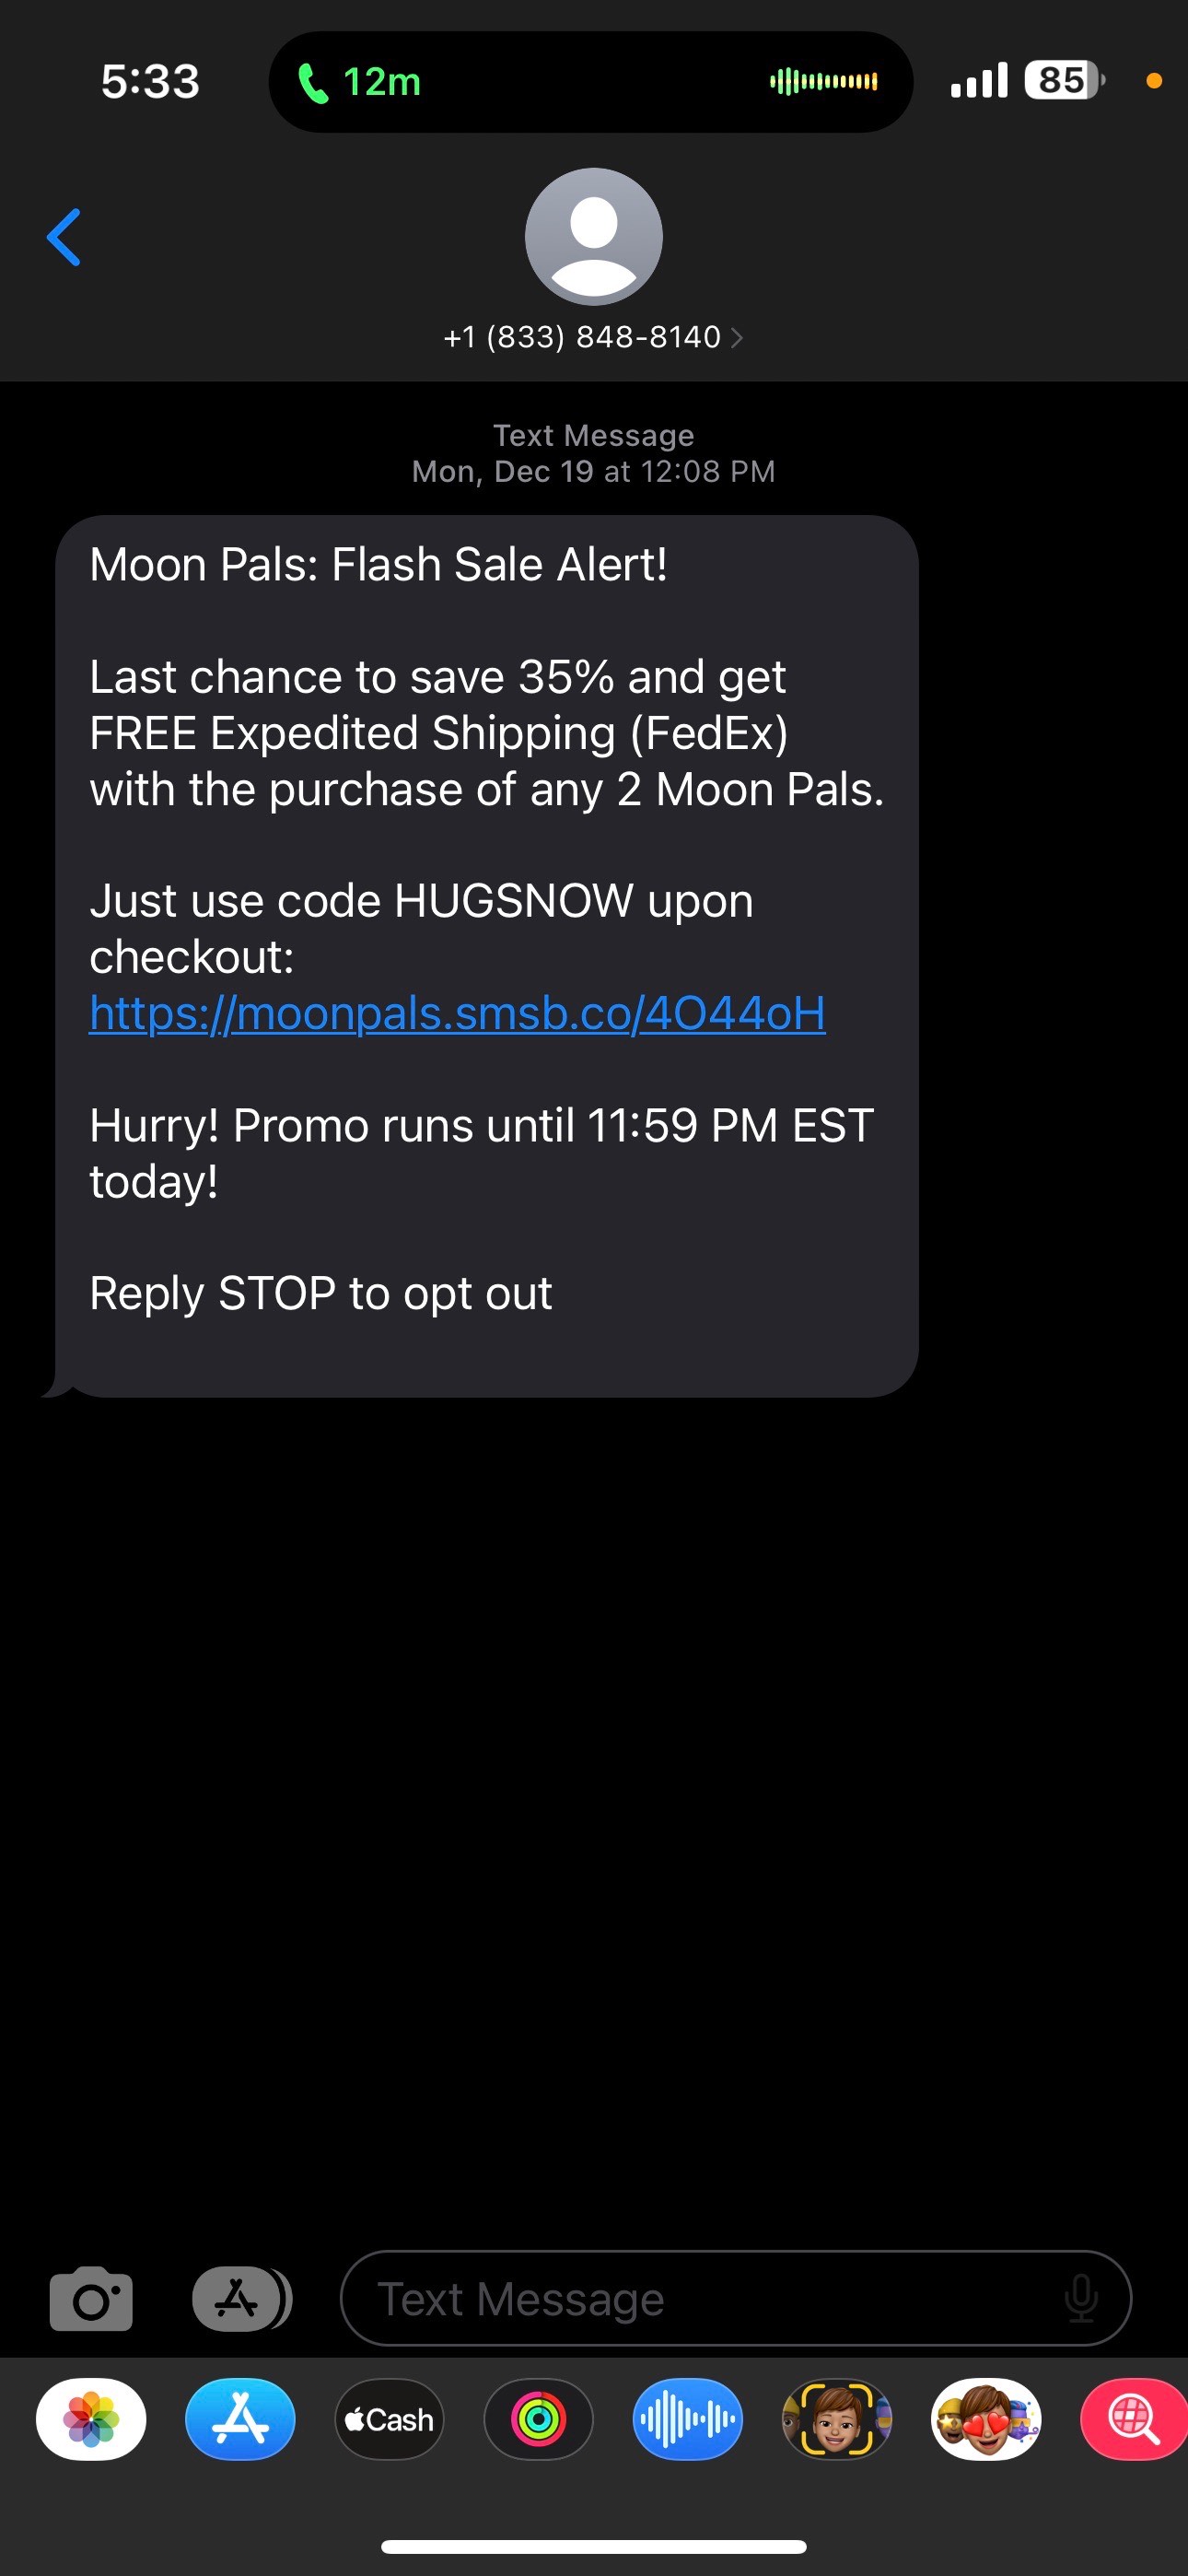 5:33
12m
85
+1 (833) 848-8140
Text Message
Mon, Dec 19 at 12:08 PM
Moon Pals: Flash Sale Alert!
Last chance to save 35% and get
FREE Expedited Shipping (FedEx)
with the purchase of any 2 Moon Pals.
Just use code HUGSNOW upon
checkout:
https://moonpals.smsb.co/4O44oH
Hurry! Promo runs until 11:59 PM EST
today!
Reply STOP to opt out
Text Message
Cash